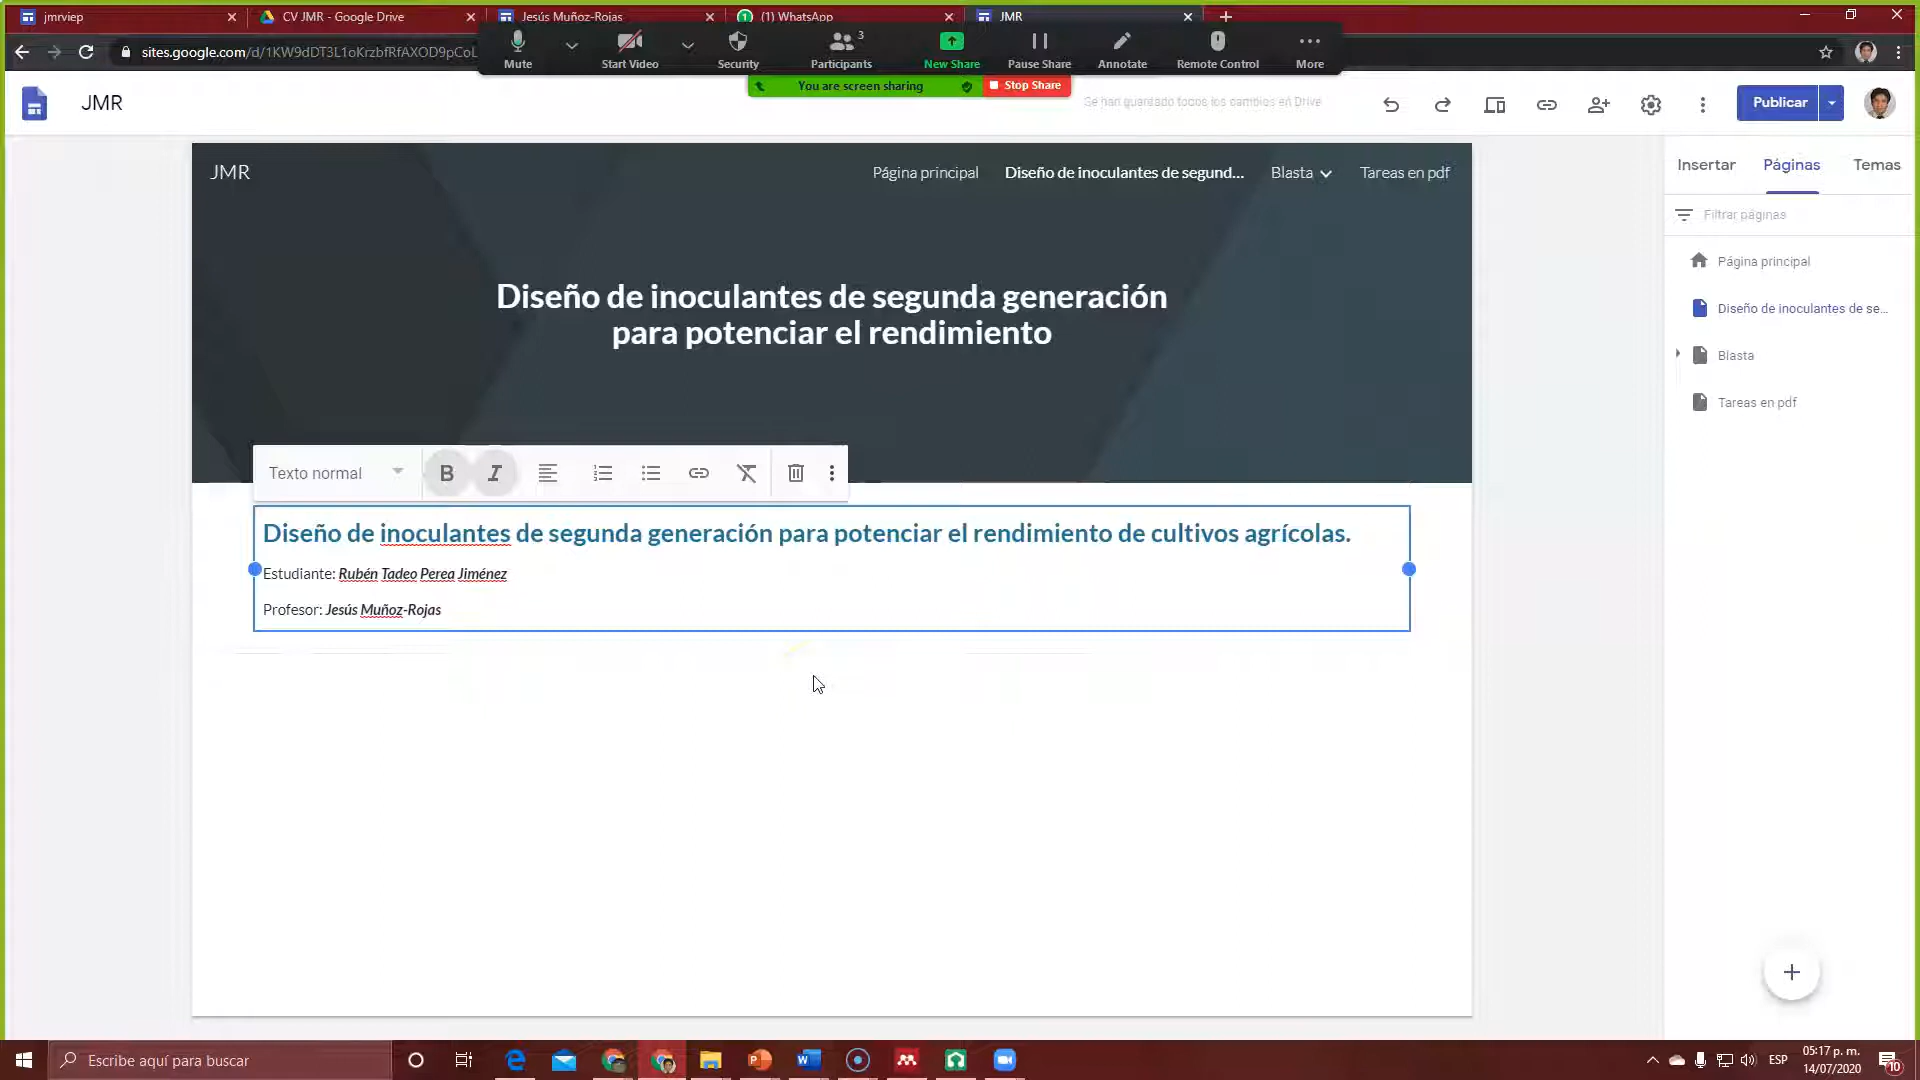 jmrviep
CV JMR - Google Drive
Jesús Muñoz-Rojas
(1) WhatsApp
JMR
sites.google.com/d/1KW9dDT3L1oKrzbfRfAXOD9pCoL
Mute
Start Video
Security
Participants
3
New Share
Pause Share
Annotate
Remote Control
More
You are screen sharing
Stop Share
JMR
Se han guardado todos los cambios en Drive
Publicar
JMR
Página principal
Diseño de inoculantes de segund...
Blasta
Tareas en pdf
Insertar
Páginas
Temas
Filtrar páginas
Página principal
Diseño de inoculantes de se...
Blasta
Tareas en pdf
Diseño de inoculantes de segunda generación
para potenciar el rendimiento
Texto normal
Diseño de inoculantes de segunda generación para potenciar el rendimiento de cultivos agrícolas.
Estudiante: Rubén Tadeo Perea Jiménez
Profesor: Jesús Muñoz-Rojas
Escribe aquí para buscar
ESP
05:17 p. m.
14/07/2020
10